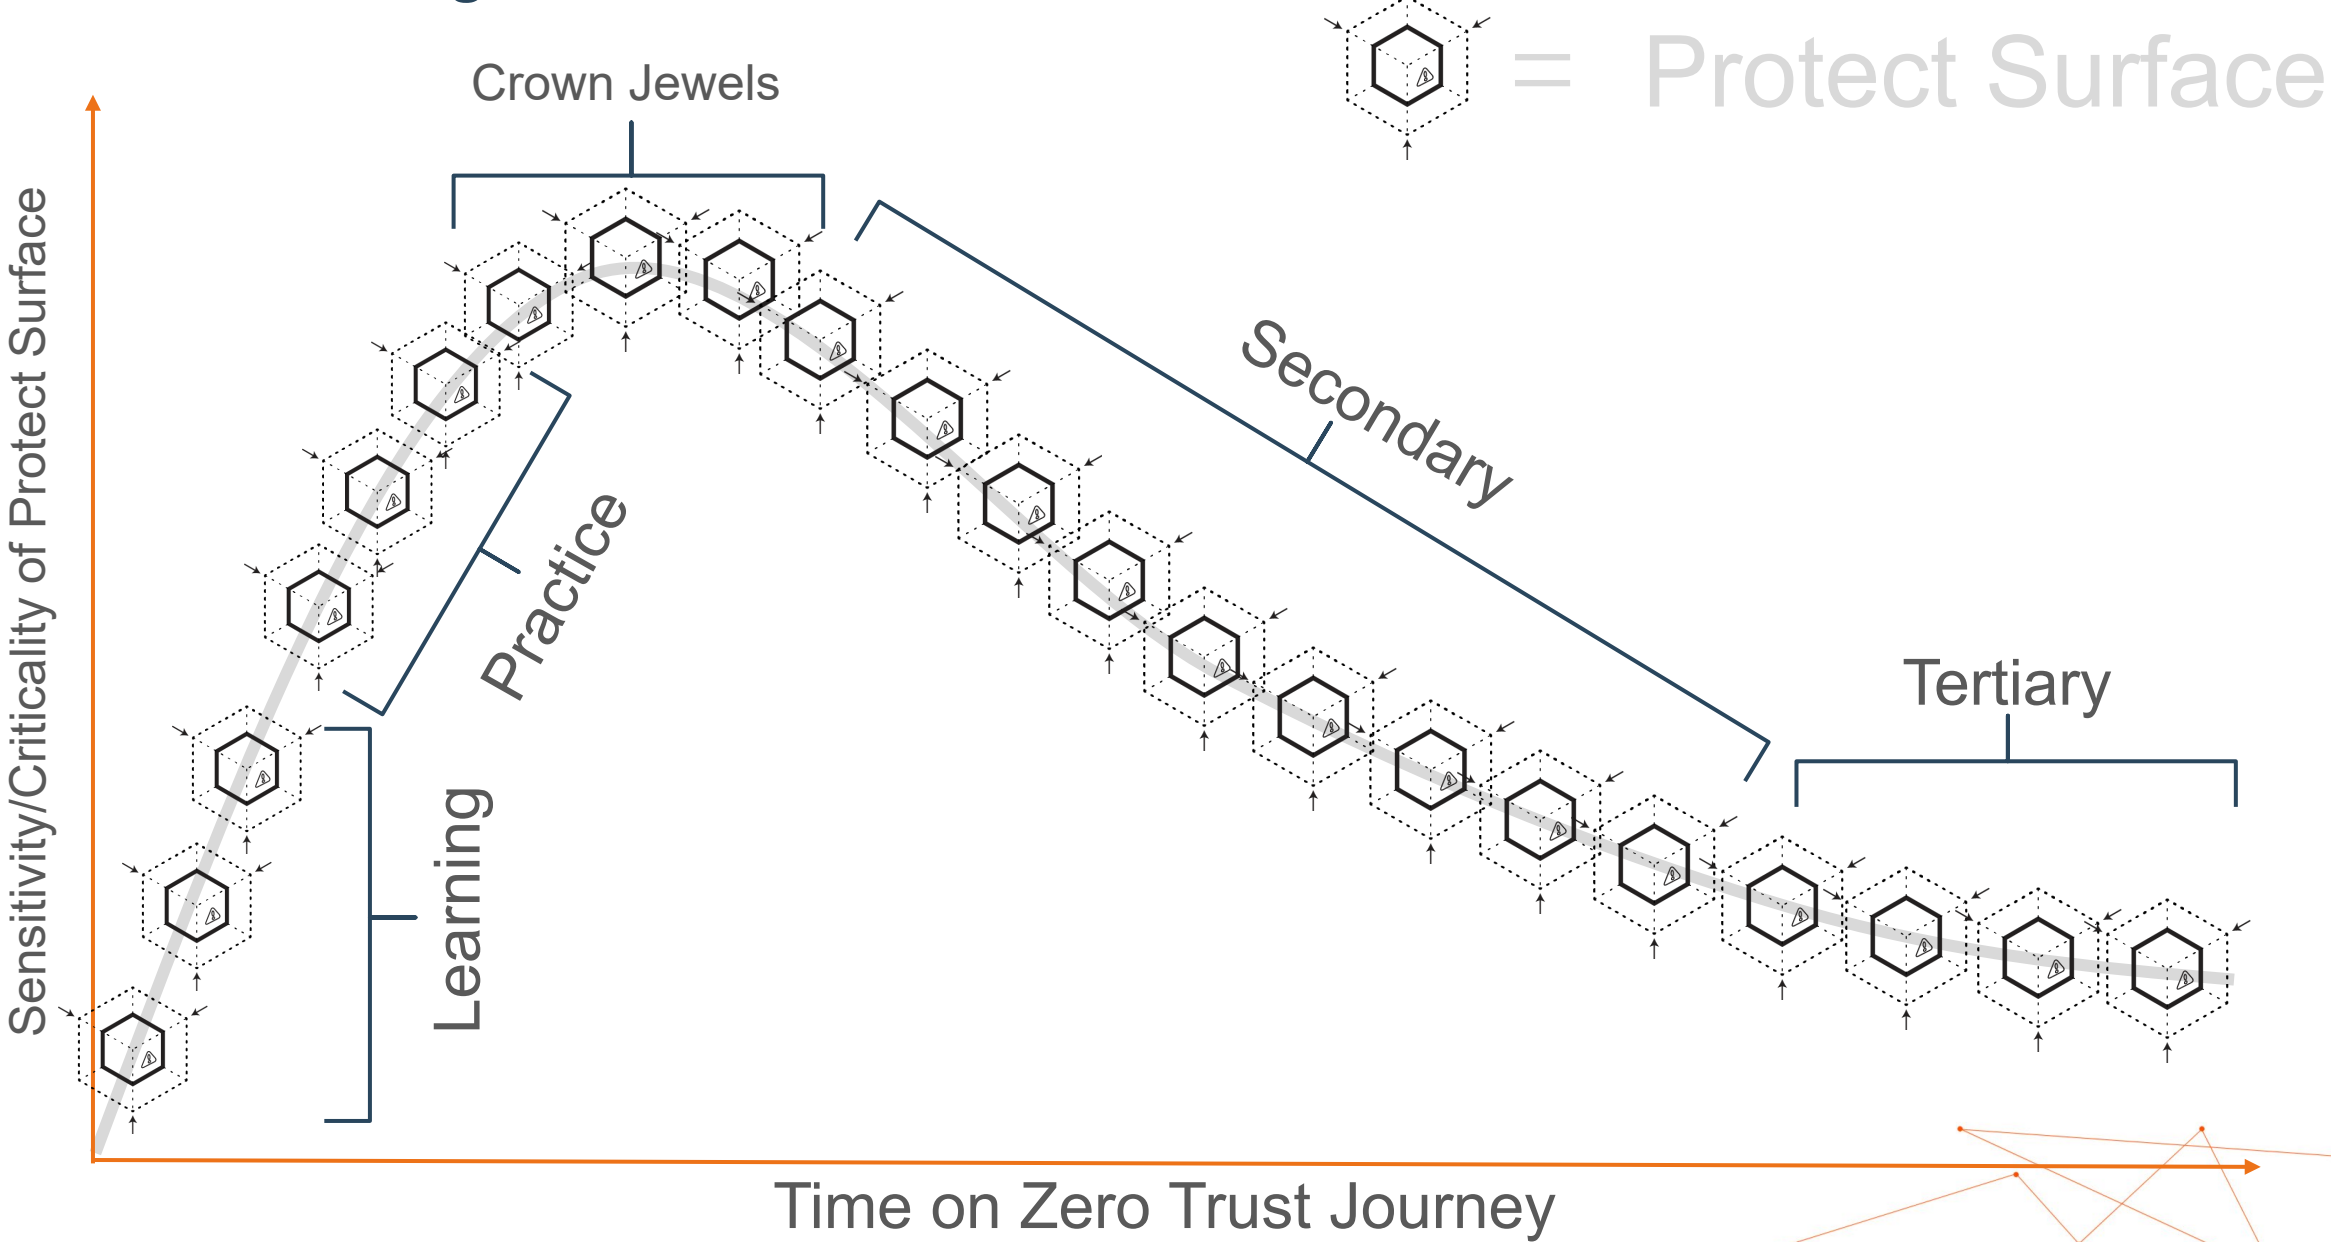 Crown Jewels
= Protect Surface
Sensitivity/Criticality of Protect Surface
Secondary
Practice
Tertiary
Learning
Time on Zero Trust Journey